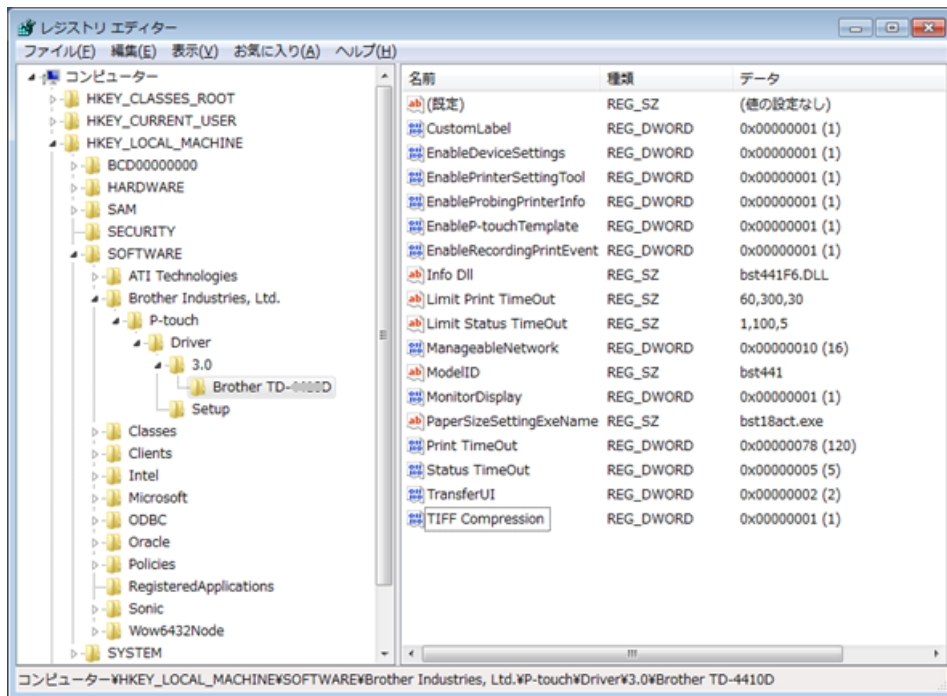 レジストリ エディター
ファイル(F) 編集(E) 表示(V) お気に入り(A) ヘルプ(H)
コンピューター
HKEY_CLASSES_ROOT
HKEY_CURRENT_USER
HKEY_LOCAL_MACHINE
BCD00000000
HARDWARE
SAM
SECURITY
SOFTWARE
ATI Technologies
Brother Industries, Ltd.
P-touch
Driver
3.0
Brother TD-
Setup
Classes
Clients
Intel
Microsoft
ODBC
Oracle
Policies
RegisteredApplications
Sonic
Wow6432Node
SYSTEM
名前 種類 データ
(既定) REG_SZ (値の設定なし)
CustomLabel REG_DWORD 0x00000001 (1)
EnableDeviceSettings REG_DWORD 0x00000001 (1)
EnablePrinterSettingTool REG_DWORD 0x00000001 (1)
EnableProbingPrinterInfo REG_DWORD 0x00000001 (1)
EnableP-touchTemplate REG_DWORD 0x00000001 (1)
EnableRecordingPrintEvent REG_DWORD 0x00000001 (1)
Info Dll REG_SZ bst441F6.DLL
Limit Print TimeOut REG_SZ 60,300,30
Limit Status TimeOut REG_SZ 1,100,5
ManageableNetwork REG_DWORD 0x00000010 (16)
ModelID REG_SZ bst441
MonitorDisplay REG_DWORD 0x00000001 (1)
PaperSizeSettingExeName REG_SZ bst18act.exe
Print TimeOut REG_DWORD 0x00000078 (120)
Status TimeOut REG_DWORD 0x00000005 (5)
TransferUI REG_DWORD 0x00000002 (2)
TIFF Compression REG_DWORD 0x00000001 (1)
コンピューター¥HKEY_LOCAL_MACHINE¥SOFTWARE¥Brother Industries, Ltd.¥P-touch¥Driver¥3.0¥Brother TD-4410D